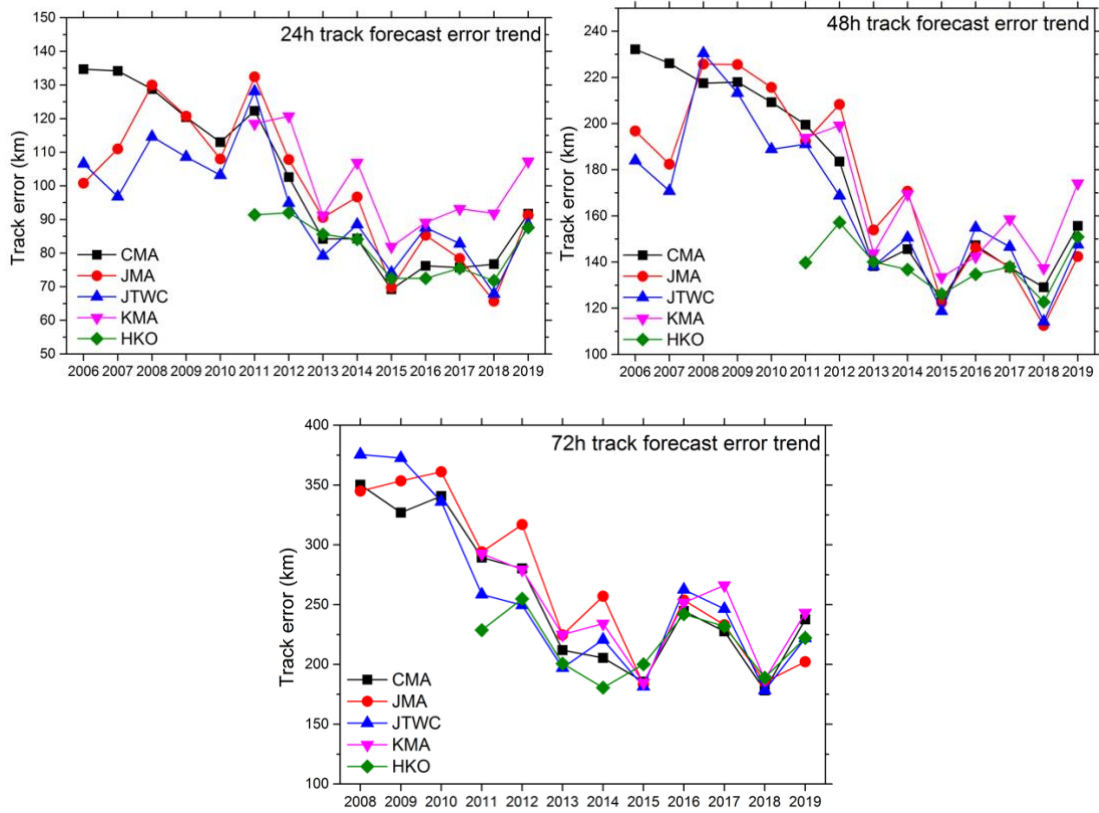 24h track forecast error trend
Track error (km)
150
140
130
120
110
100
90
80
70
60
50
CMA
JMA
JTWC
KMA
HKO
2006 2007 2008 2009 2010 2011 2012 2013 2014 2015 2016 2017 2018 2019
48h track forecast error trend
Track error (km)
240
220
200
180
160
140
120
100
CMA
JMA
JTWC
KMA
HKO
2006 2007 2008 2009 2010 2011 2012 2013 2014 2015 2016 2017 2018 2019
72h track forecast error trend
Track error (km)
400
350
300
250
200
150
100
CMA
JMA
JTWC
KMA
HKO
2008 2009 2010 2011 2012 2013 2014 2015 2016 2017 2018 2019